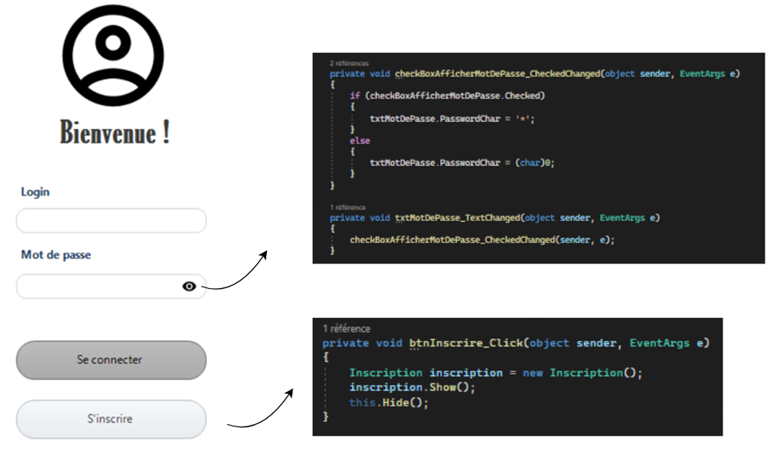 Bienvenue !
Login
Mot de passe
Se connecter
S'inscrire
2 références
private void checkBoxAfficherMotDePasse_CheckedChanged(object sender, EventArgs e)
{
if (checkBoxAfficherMotDePasse.Checked)
{
txtMotDePasse.PasswordChar = '*';
}
else
{
txtMotDePasse.PasswordChar = (char)0;
}
}
1 référence
private void txtMotDePasse_TextChanged(object sender, EventArgs e)
{
checkBoxAfficherMotDePasse_CheckedChanged(sender, e);
}
1 référence
private void btnInscrire_Click(object sender, EventArgs e)
{
Inscription inscription = new Inscription();
inscription.Show();
this.Hide();
}